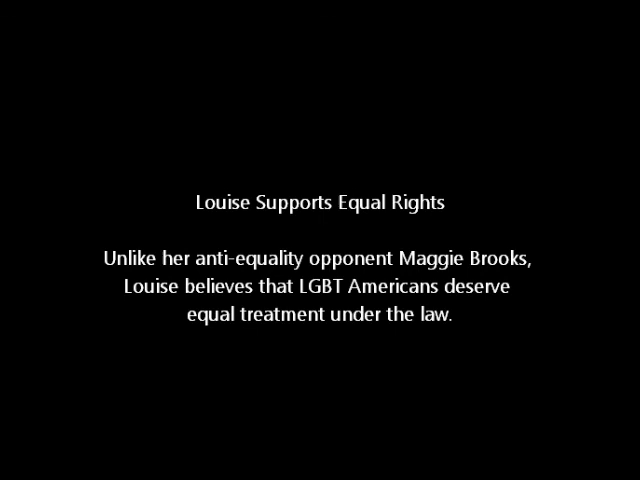 Louise Supports Equal Rights
Unlike her anti-equality opponent Maggie Brooks,
Louise believes that LGBT Americans deserve
equal treatment under the law.